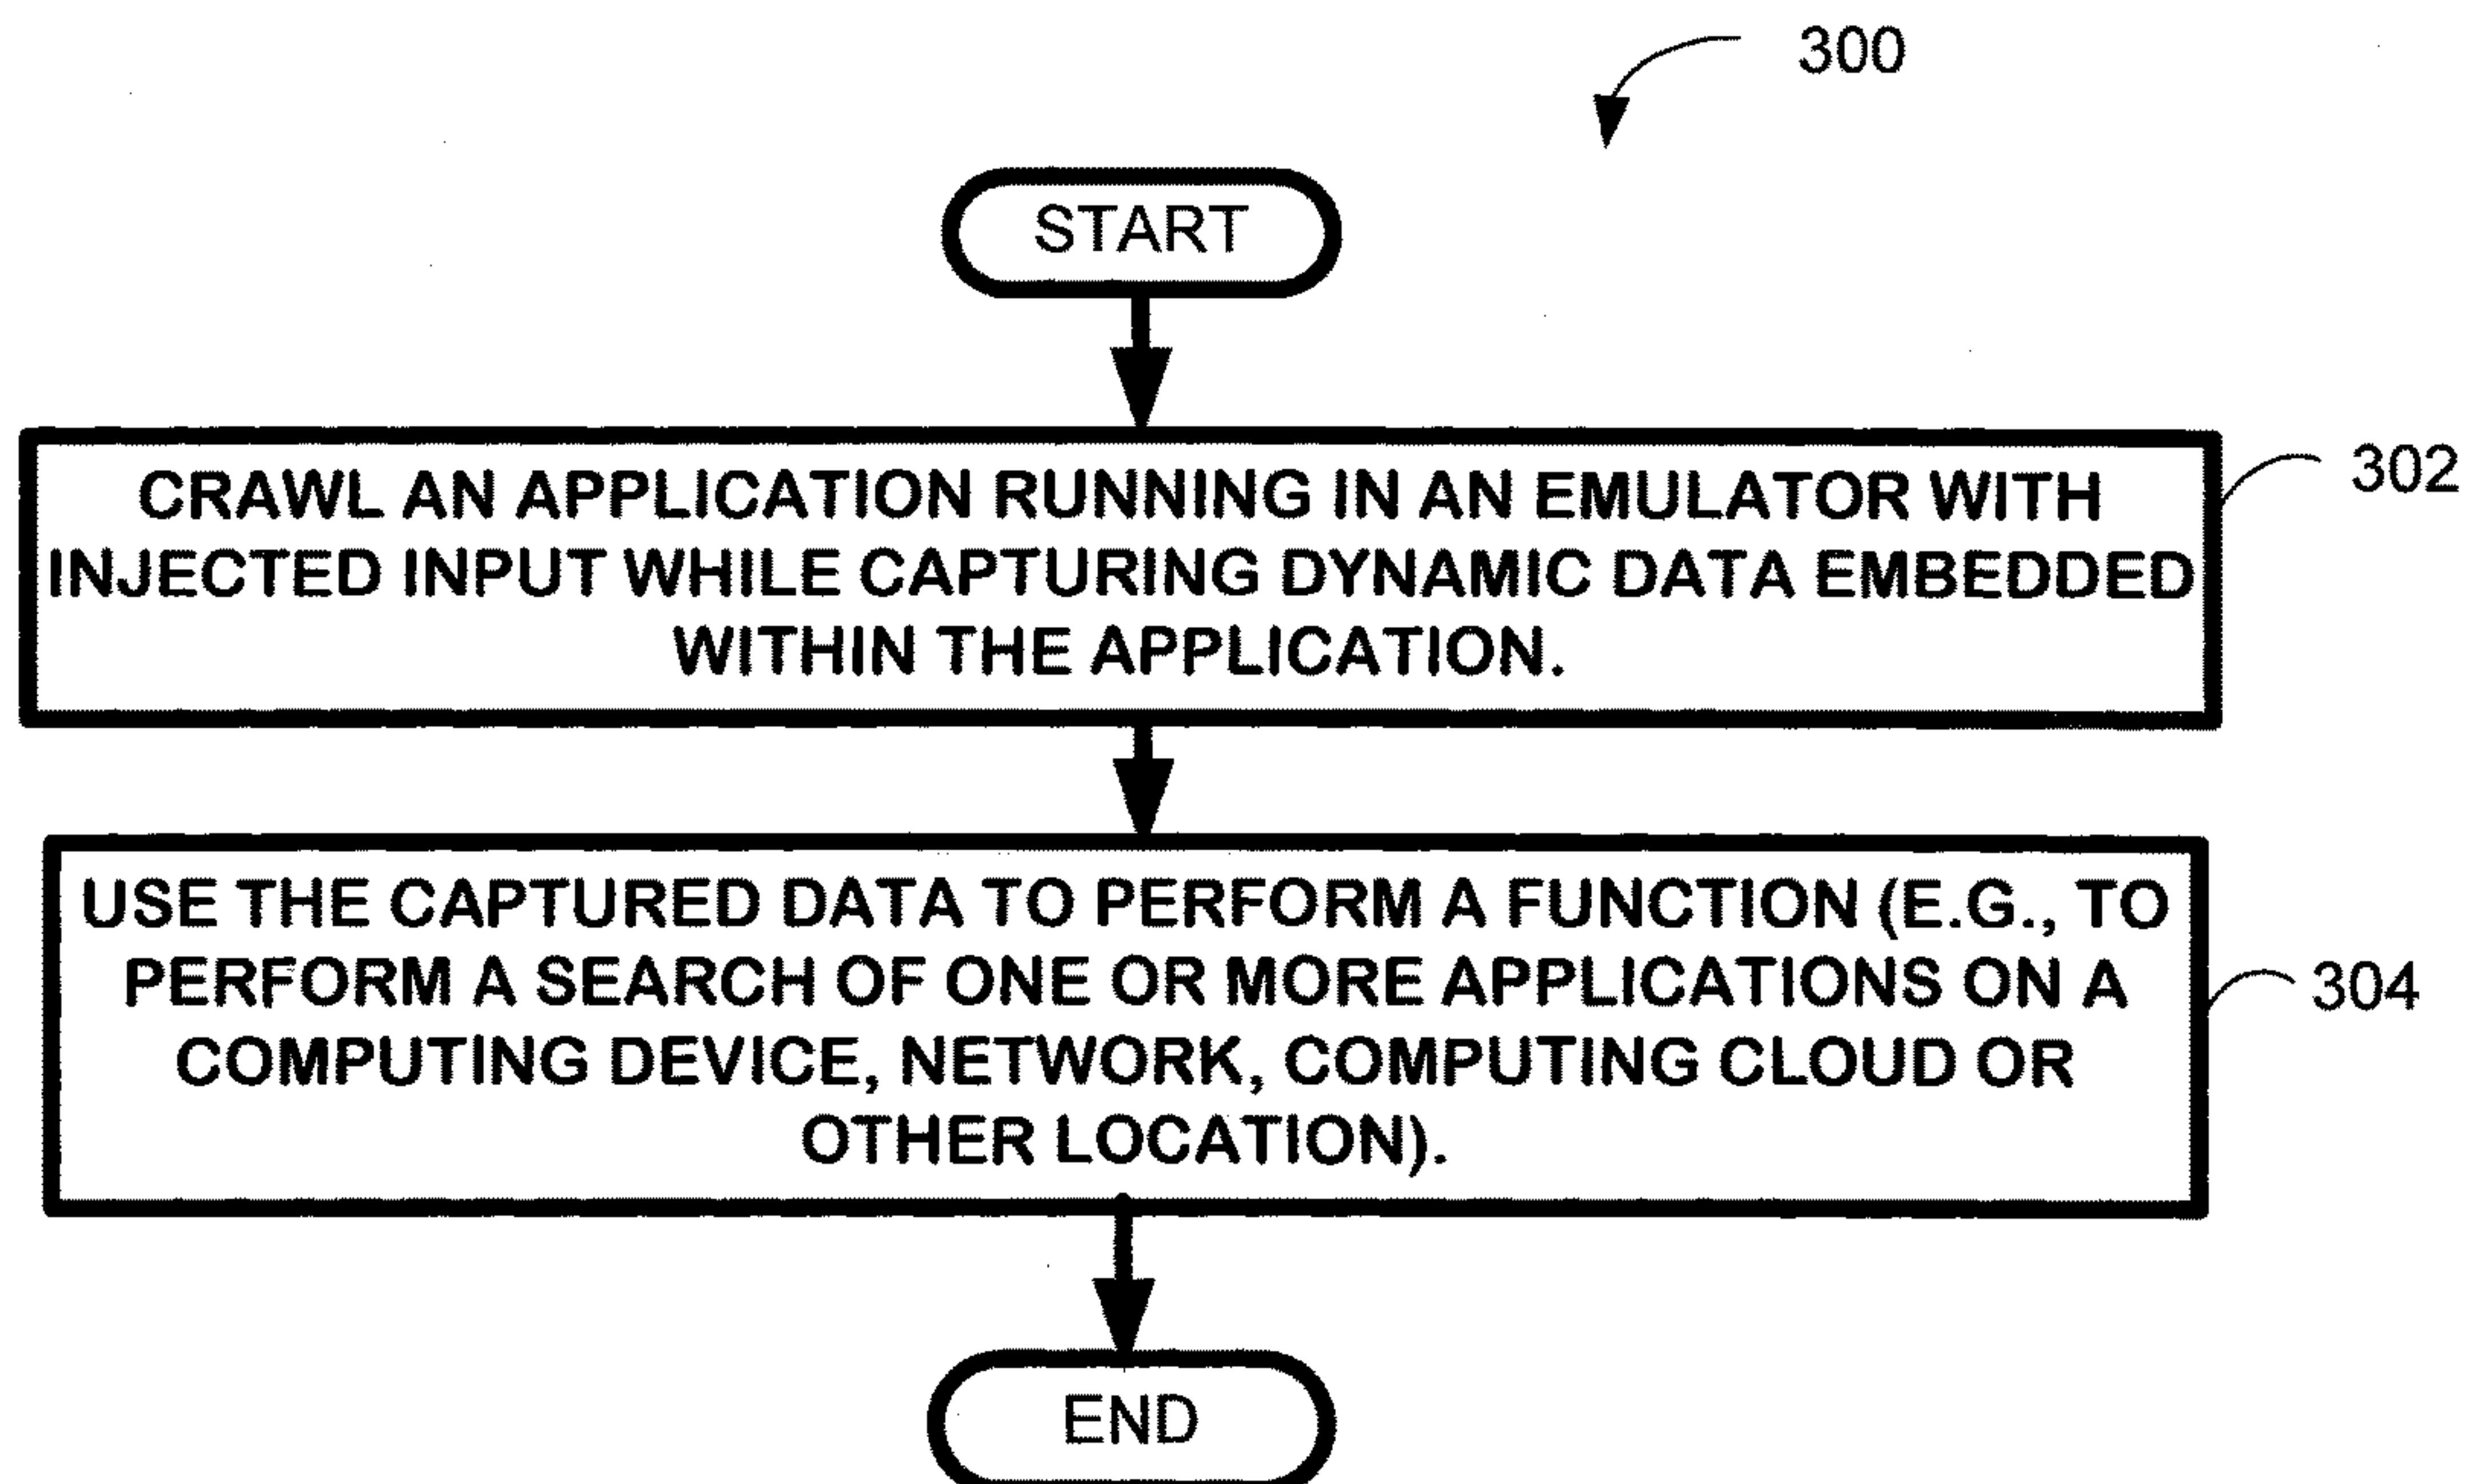 300
START
CRAWL AN APPLICATION RUNNING IN AN EMULATOR WITH
INJECTED INPUT WHILE CAPTURING DYNAMIC DATA EMBEDDED
WITHIN THE APPLICATION.
302
USE THE CAPTURED DATA TO PERFORM A FUNCTION (E.G., TO
PERFORM A SEARCH OF ONE OR MORE APPLICATIONS ON A
COMPUTING DEVICE, NETWORK, COMPUTING CLOUD OR
OTHER LOCATION).
304
END